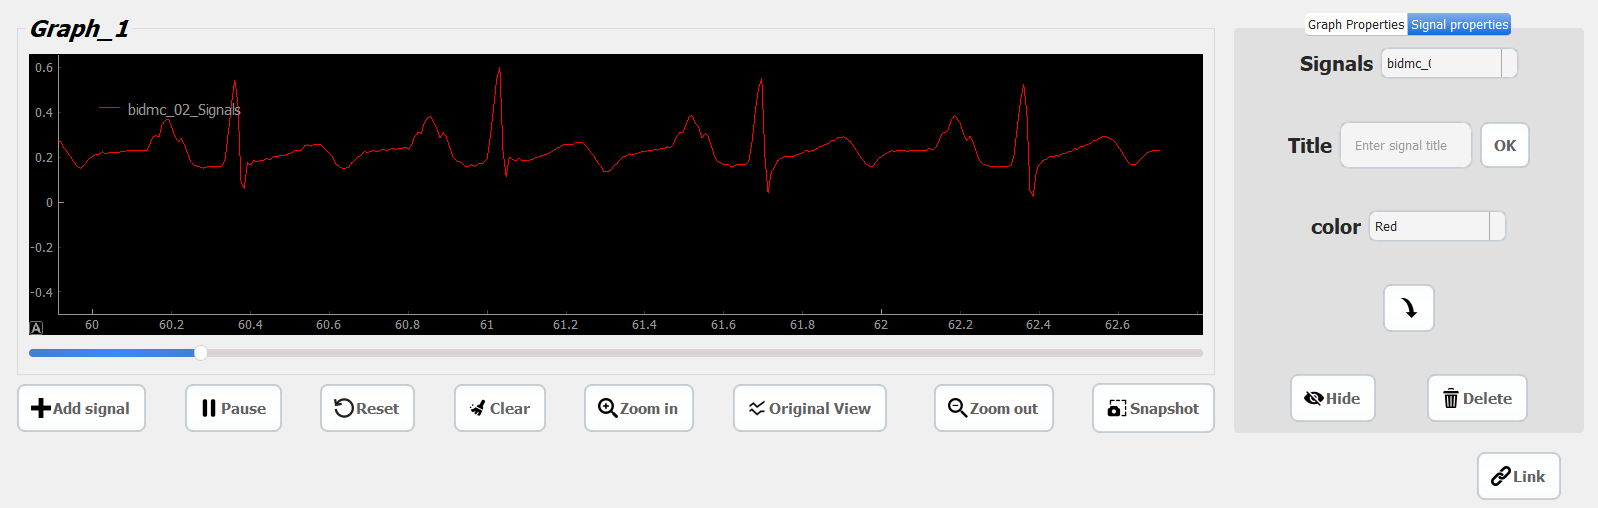 Graph_1
Graph Properties
Signal properties
0.6
0.4
0.2
0
-0.2
-0.4
bidmc_02_Signals
60 60.2 60.4 60.6 60.8 61 61.2 61.4 61.6 61.8 62 62.2 62.4 62.6
A
Signals
Title
Enter signal title
OK
color
Red
Add signal
Pause
Reset
Clear
Zoom in
Original View
Zoom out
Snapshot
Hide
Delete
Link